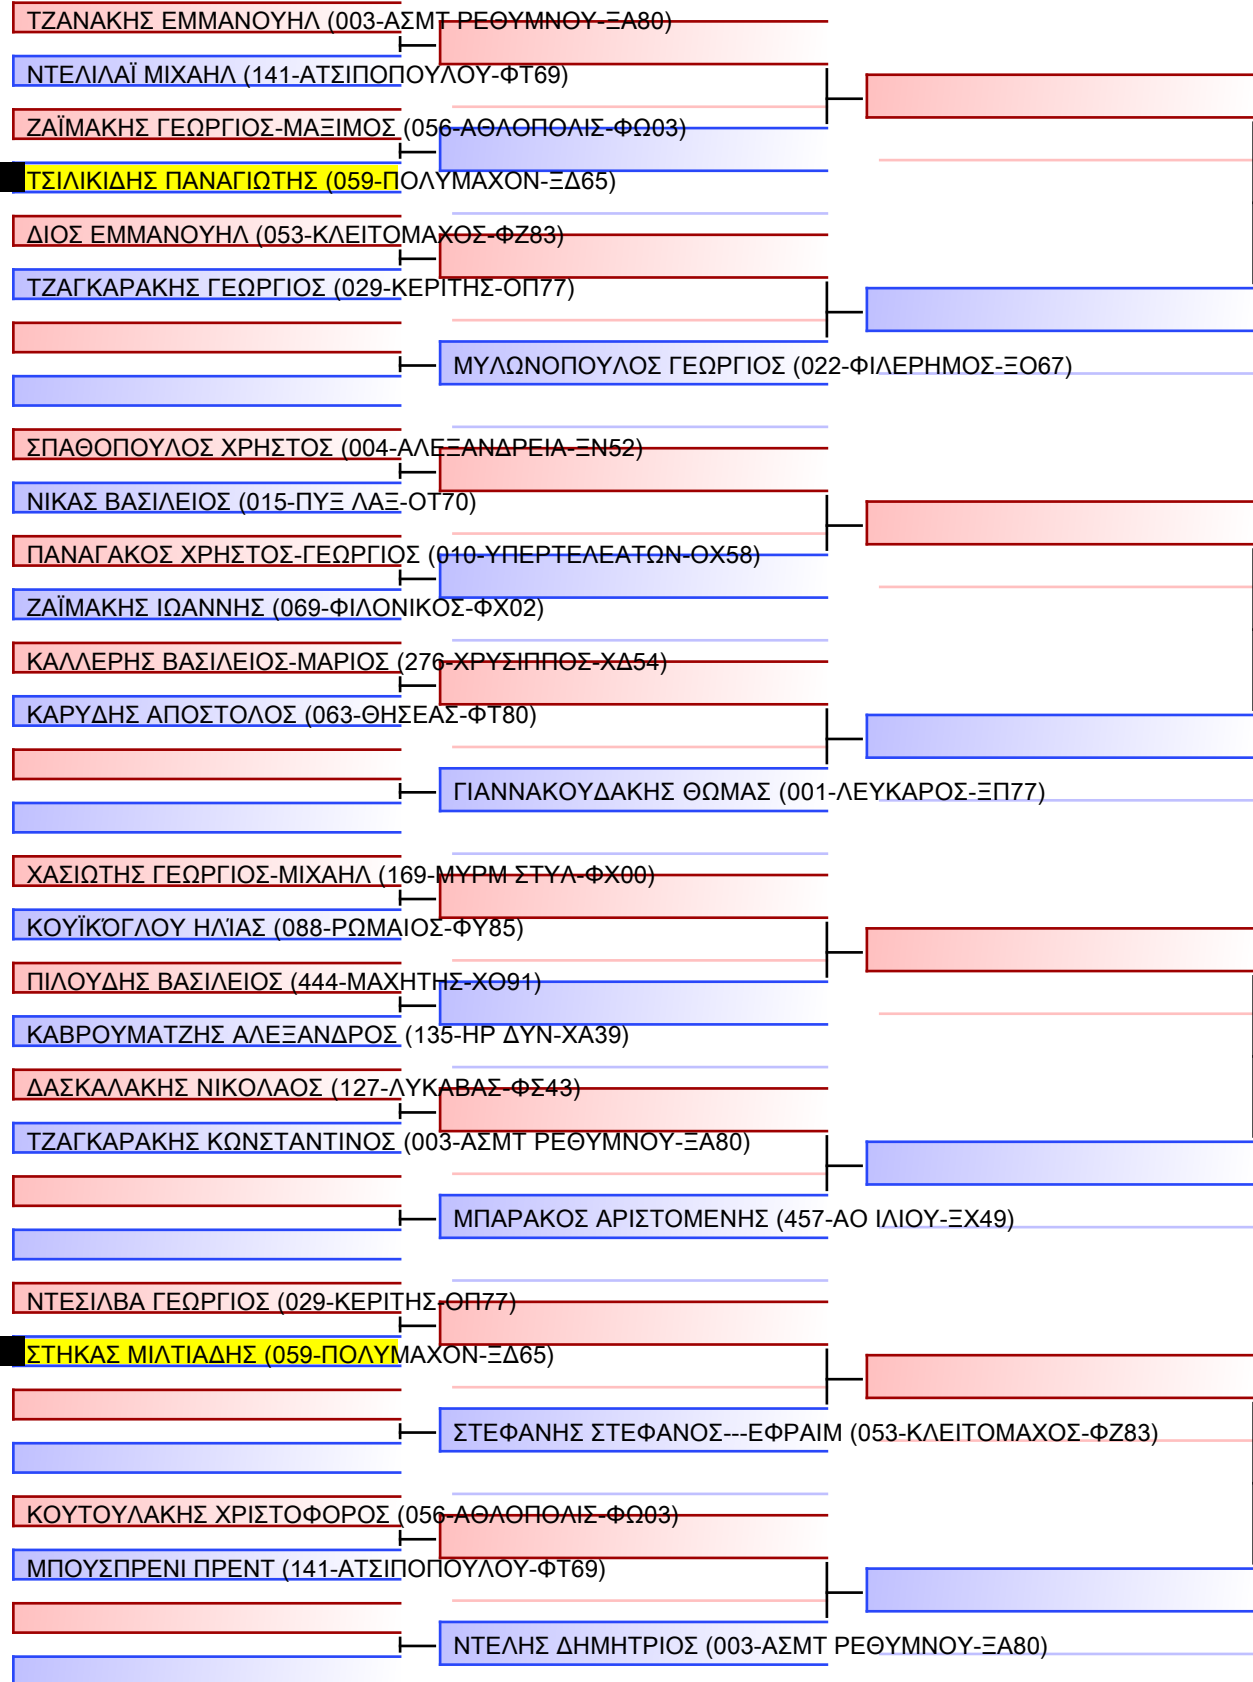 ΤΖΑΝΑΚΗΣ ΕΜΜΑΝΟΥΗΛ (003-ΑΣΜΤ ΡΕΘΥΜΝΟΥ-ΞΑ80)
ΝΤΕΛΙΛΑΪ ΜΙΧΑΗΛ (141-ΑΤΣΙΠΟΠΟΥΛΟΥ-ΦΤ69)
ΖΑΪΜΑΚΗΣ ΓΕΩΡΓΙΟΣ-ΜΑΞΙΜΟΣ (056-ΑΘΛΟΠΟΛΙΣ-ΦΩ03)
ΤΣΙΛΙΚΙΔΗΣ ΠΑΝΑΓΙΩΤΗΣ (059-ΠΟΛΥΜΑΧΟΝ-ΞΔ65)
ΔΙΟΣ ΕΜΜΑΝΟΥΗΛ (053-ΚΛΕΙΤΟΜΑΧΟΣ-ΦΖ83)
ΤΖΑΓΚΑΡΑΚΗΣ ΓΕΩΡΓΙΟΣ (029-ΚΕΡΙΤΗΣ-ΟΠ77)
ΜΥΛΩΝΟΠΟΥΛΟΣ ΓΕΩΡΓΙΟΣ (022-ΦΙΛΕΡΗΜΟΣ-ΞΟ67)
ΣΠΑΘΟΠΟΥΛΟΣ ΧΡΗΣΤΟΣ (004-ΑΛΕΞΑΝΔΡΕΙΑ-ΞΝ52)
ΝΙΚΑΣ ΒΑΣΙΛΕΙΟΣ (015-ΠΥΞ ΛΑΞ-ΟΤ70)
ΠΑΝΑΓΑΚΟΣ ΧΡΗΣΤΟΣ-ΓΕΩΡΓΙΟΣ (010-ΥΠΕΡΤΕΛΕΑΤΩΝ-ΟΧ58)
ΖΑΪΜΑΚΗΣ ΙΩΑΝΝΗΣ (069-ΦΙΛΟΝΙΚΟΣ-ΦΧ02)
ΚΑΛΛΕΡΗΣ ΒΑΣΙΛΕΙΟΣ-ΜΑΡΙΟΣ (276-ΧΡΥΣΙΠΠΟΣ-ΧΔ54)
ΚΑΡΥΔΗΣ ΑΠΟΣΤΟΛΟΣ (063-ΘΗΣΕΑΣ-ΦΤ80)
ΓΙΑΝΝΑΚΟΥΔΑΚΗΣ ΘΩΜΑΣ (001-ΛΕΥΚΑΡΟΣ-ΞΠ77)
ΧΑΣΙΩΤΗΣ ΓΕΩΡΓΙΟΣ-ΜΙΧΑΗΛ (169-ΜΥΡΜ ΣΤΥΛ-ΦΧ00)
ΚΟΥΪΚΌΓΛΟΥ ΗΛΊΑΣ (088-ΡΩΜΑΙΟΣ-ΦΥ85)
ΠΙΛΟΥΔΗΣ ΒΑΣΙΛΕΙΟΣ (444-ΜΑΧΗΤΗΣ-ΧΟ91)
ΚΑΒΡΟΥΜΑΤΖΗΣ ΑΛΕΞΑΝΔΡΟΣ (135-ΗΡ ΔΥΝ-ΧΑ39)
ΔΑΣΚΑΛΑΚΗΣ ΝΙΚΟΛΑΟΣ (127-ΛΥΚΑΒΑΣ-ΦΣ43)
ΤΖΑΓΚΑΡΑΚΗΣ ΚΩΝΣΤΑΝΤΙΝΟΣ (003-ΑΣΜΤ ΡΕΘΥΜΝΟΥ-ΞΑ80)
ΜΠΑΡΑΚΟΣ ΑΡΙΣΤΟΜΕΝΗΣ (457-ΑΟ ΙΛΙΟΥ-ΞΧ49)
ΝΤΕΣΙΛΒΑ ΓΕΩΡΓΙΟΣ (029-ΚΕΡΙΤΗΣ-ΟΠ77)
ΣΤΗΚΑΣ ΜΙΛΤΙΑΔΗΣ (059-ΠΟΛΥΜΑΧΟΝ-ΞΔ65)
ΣΤΕΦΑΝΗΣ ΣΤΕΦΑΝΟΣ---ΕΦΡΑΙΜ (053-ΚΛΕΙΤΟΜΑΧΟΣ-ΦΖ83)
ΚΟΥΤΟΥΛΑΚΗΣ ΧΡΙΣΤΟΦΟΡΟΣ (056-ΑΘΛΟΠΟΛΙΣ-ΦΩ03)
ΜΠΟΥΣΠΡΕΝΙ ΠΡΕΝΤ (141-ΑΤΣΙΠΟΠΟΥΛΟΥ-ΦΤ69)
ΝΤΕΛΗΣ ΔΗΜΗΤΡΙΟΣ (003-ΑΣΜΤ ΡΕΘΥΜΝΟΥ-ΞΑ80)